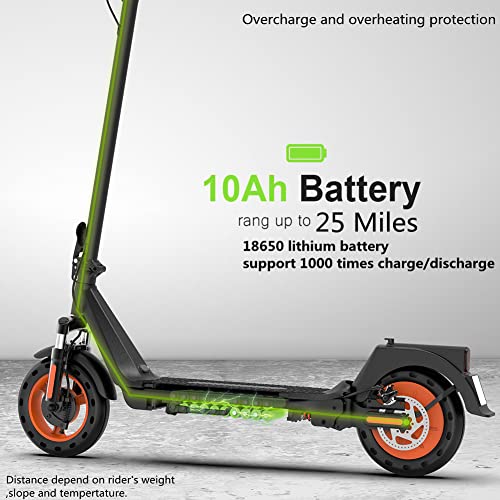 Overcharge and overheating protection
10Ah Battery
rang up to 25 Miles
18650 lithium battery
support 1000 times charge/discharge
Distance depend on rider's weight
,slope and tempertature.